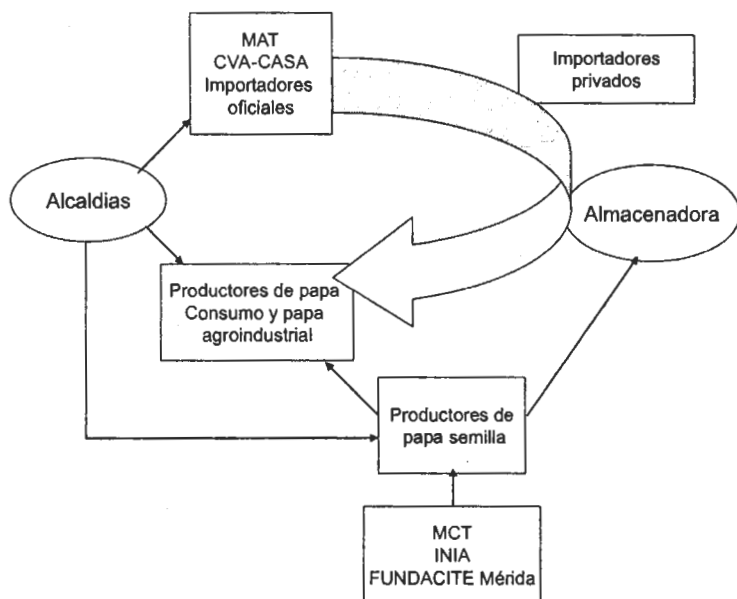 MAT
CVA-CASA
Importadores
oficiales
Importadores
privados
Alcaldias
Almacenadora
Productores de papa
Consumo y papa
agroindustrial
Productores de
papa semilla
MCT
INIA
FUNDACITE Mérida